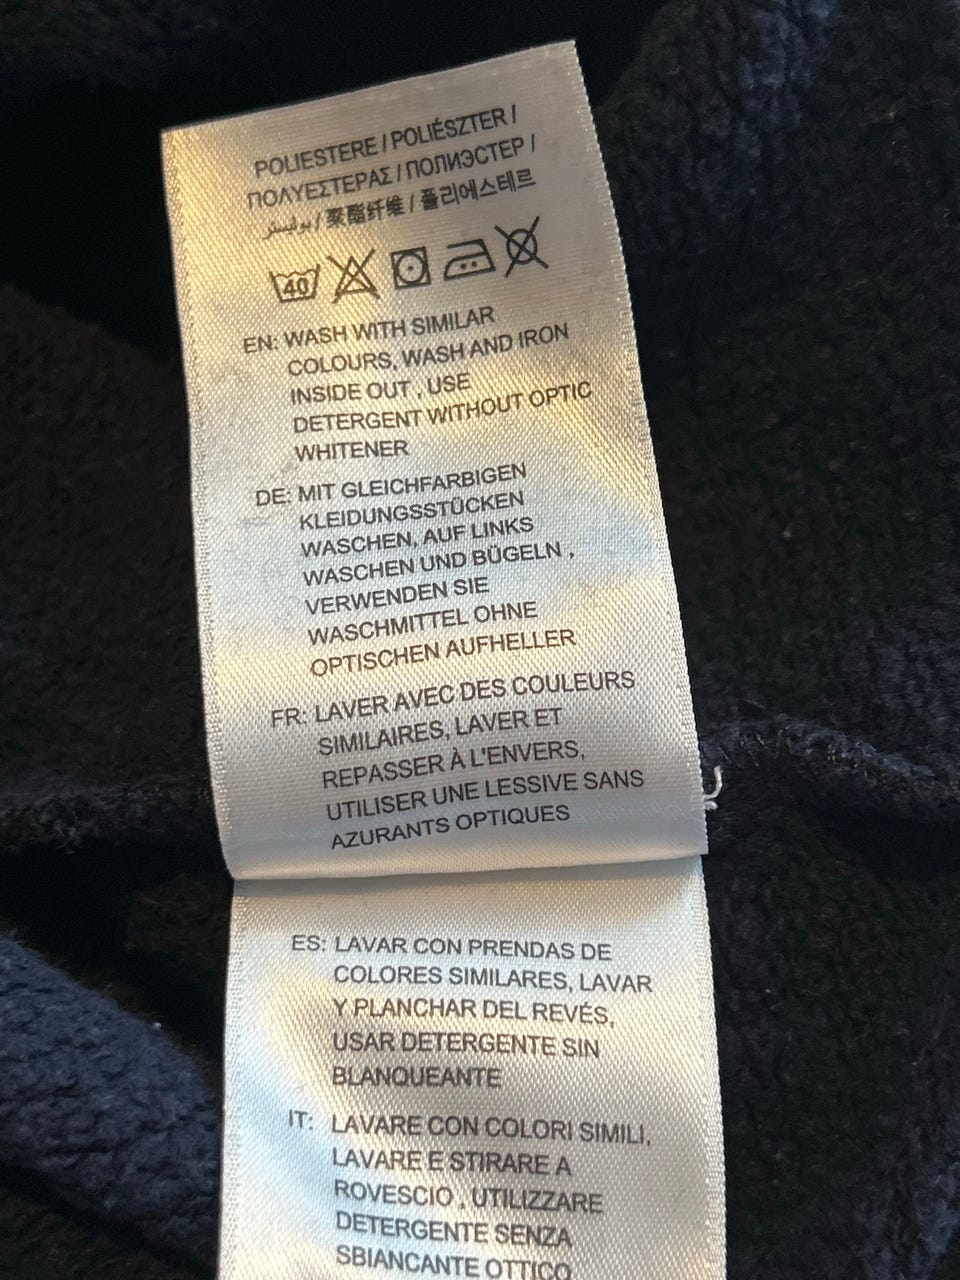 POLIESTERE / POLIÉSZTER /
ΠΟΛΥΕΣΤΕΡΑΣ / ПОЛИЭСТЕР /
بوليستر / 聚酯纤维 / 폴리에스테르
40
EN: WASH WITH SIMILAR
COLOURS, WASH AND IRON
INSIDE OUT , USE
DETERGENT WITHOUT OPTIC
WHITENER
DE: MIT GLEICHFARBIGEN
KLEIDUNGSSTÜCKEN
WASCHEN, AUF LINKS
WASCHEN UND BÜGELN ,
VERWENDEN SIE
WASCHMITTEL OHNE
OPTISCHEN AUFHELLER
FR: LAVER AVEC DES COULEURS
SIMILAIRES, LAVER ET
REPASSER À L'ENVERS,
UTILISER UNE LESSIVE SANS
AZURANTS OPTIQUES
ES: LAVAR CON PRENDAS DE
COLORES SIMILARES, LAVAR
Y PLANCHAR DEL REVÉS,
USAR DETERGENTE SIN
BLANQUEANTE
IT: LAVARE CON COLORI SIMILI,
LAVARE E STIRARE A
ROVESCIO , UTILIZZARE
DETERGENTE SENZA
SBIANCANTE OTTICO